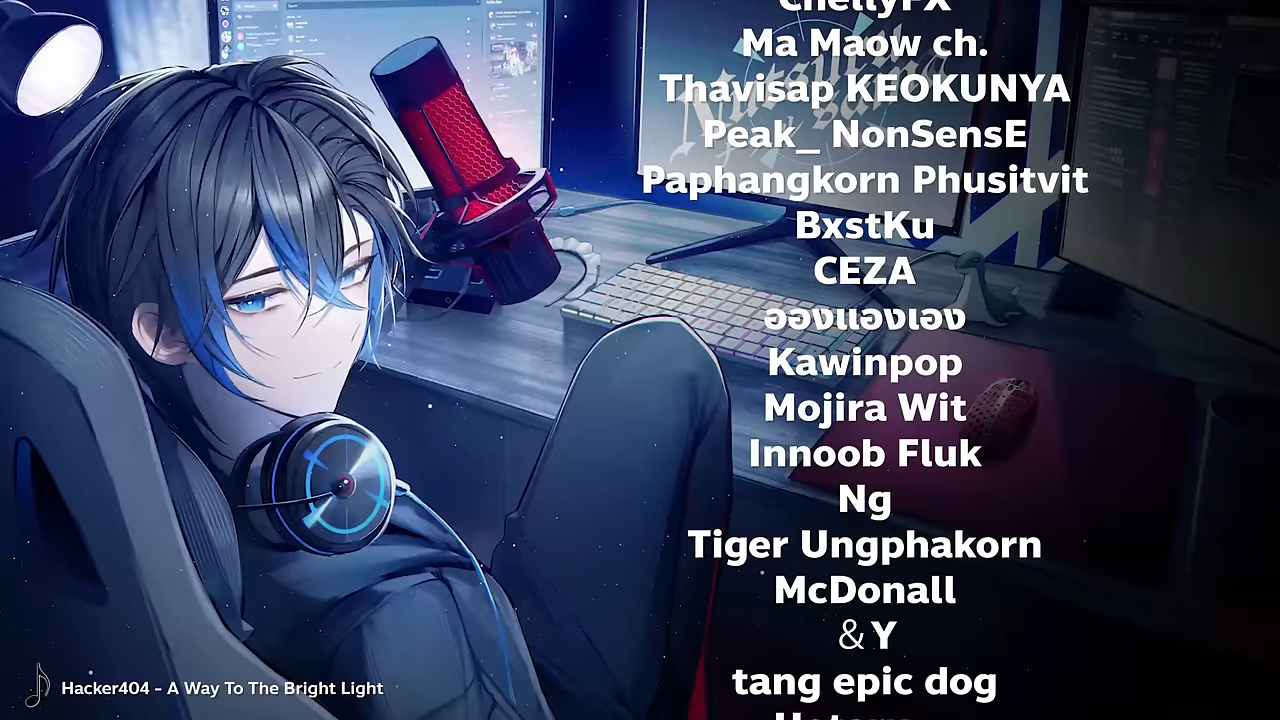 ChellyFX
Ma Maow ch.
Thavisap KEOKUNYA
Peak_ NonSensE
Paphangkorn Phusitvit
BxstKu
CEZA
อองแองเอง
Kawinpop
Mojira Wit
Innoob Fluk
Ng
Tiger Ungphakorn
McDonall
&Y
tang epic dog
Hacker404 - A Way To The Bright Light